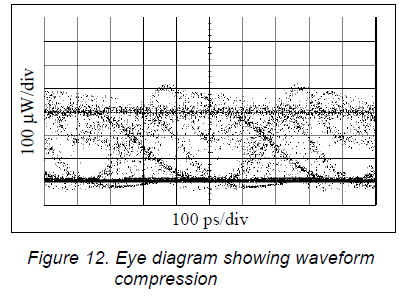 100 µW/div
100 ps/div
Figure 12. Eye diagram showing waveform
compression